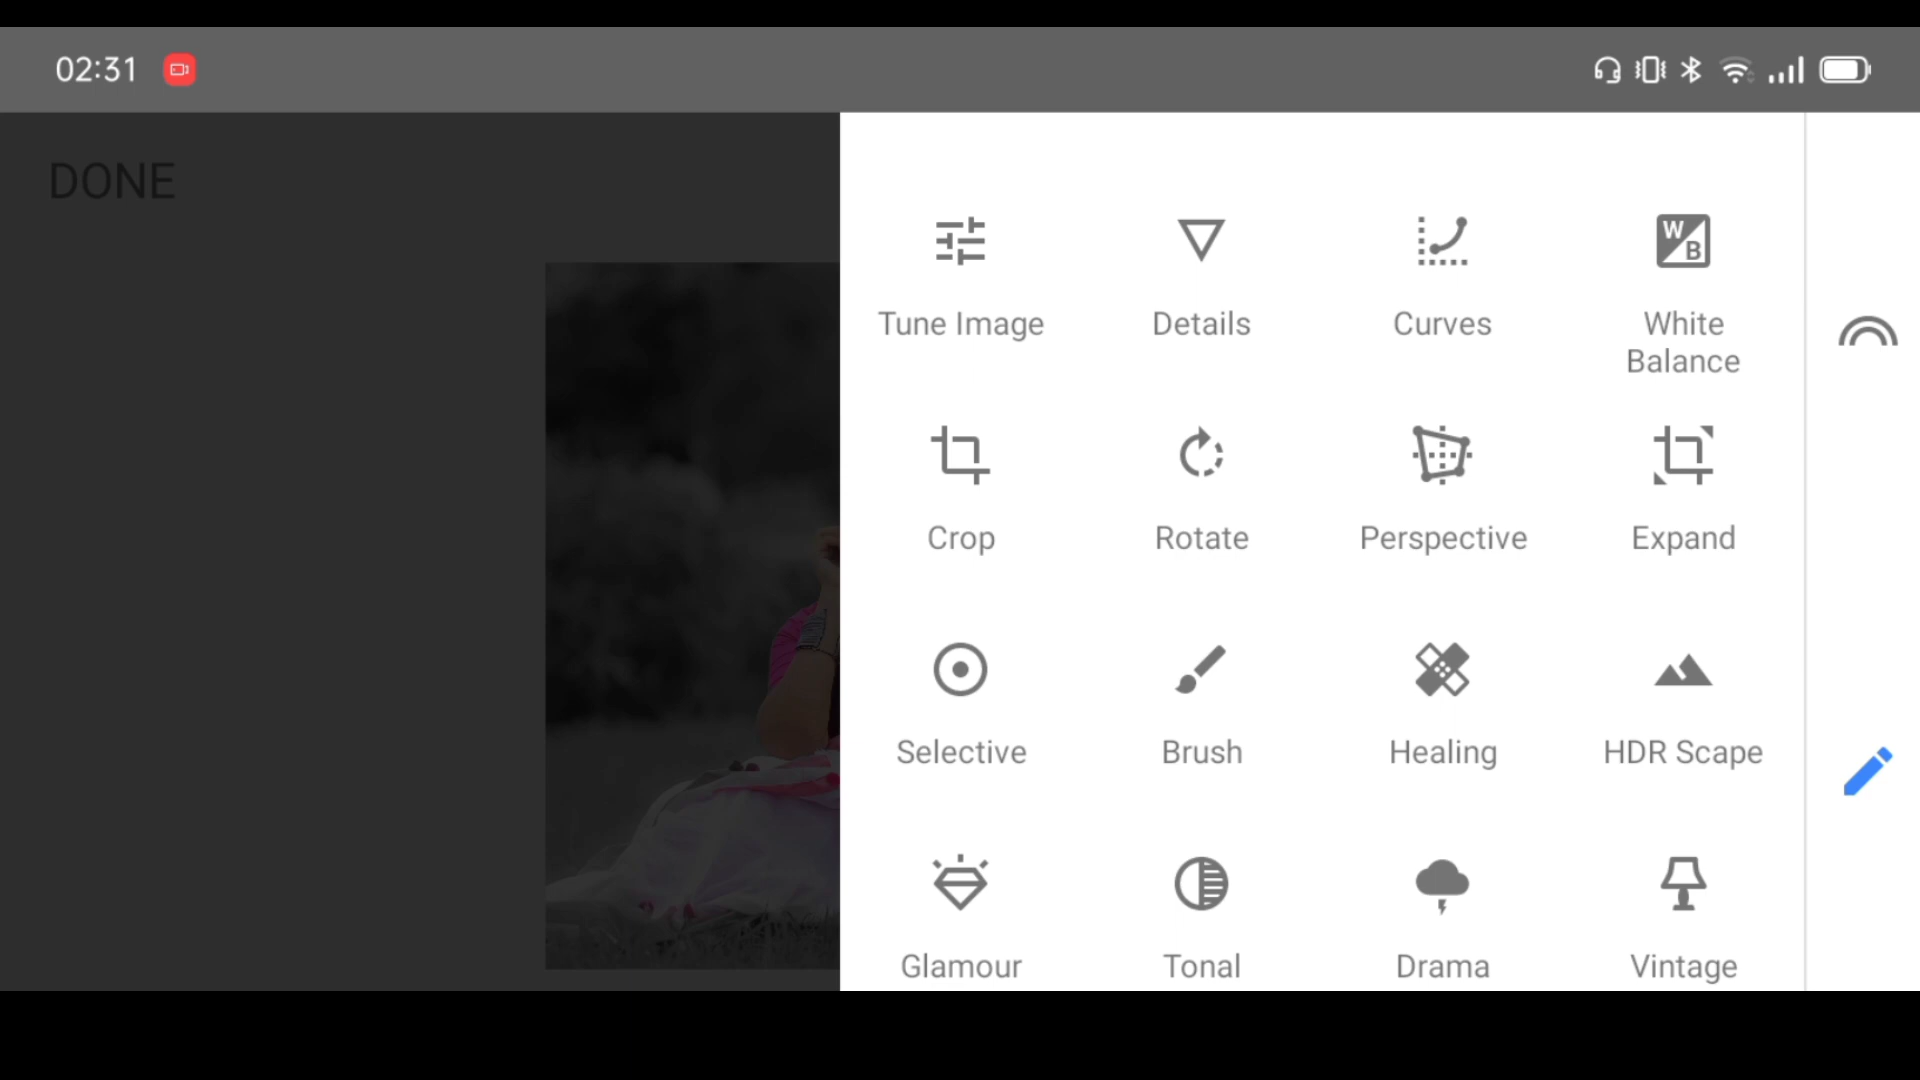 02:31
DONE
Tune Image
Details
Curves
White
Balance
Crop
Rotate
Perspective
Expand
Selective
Brush
Healing
HDR Scape
Glamour
Tonal
Drama
Vintage
W
B